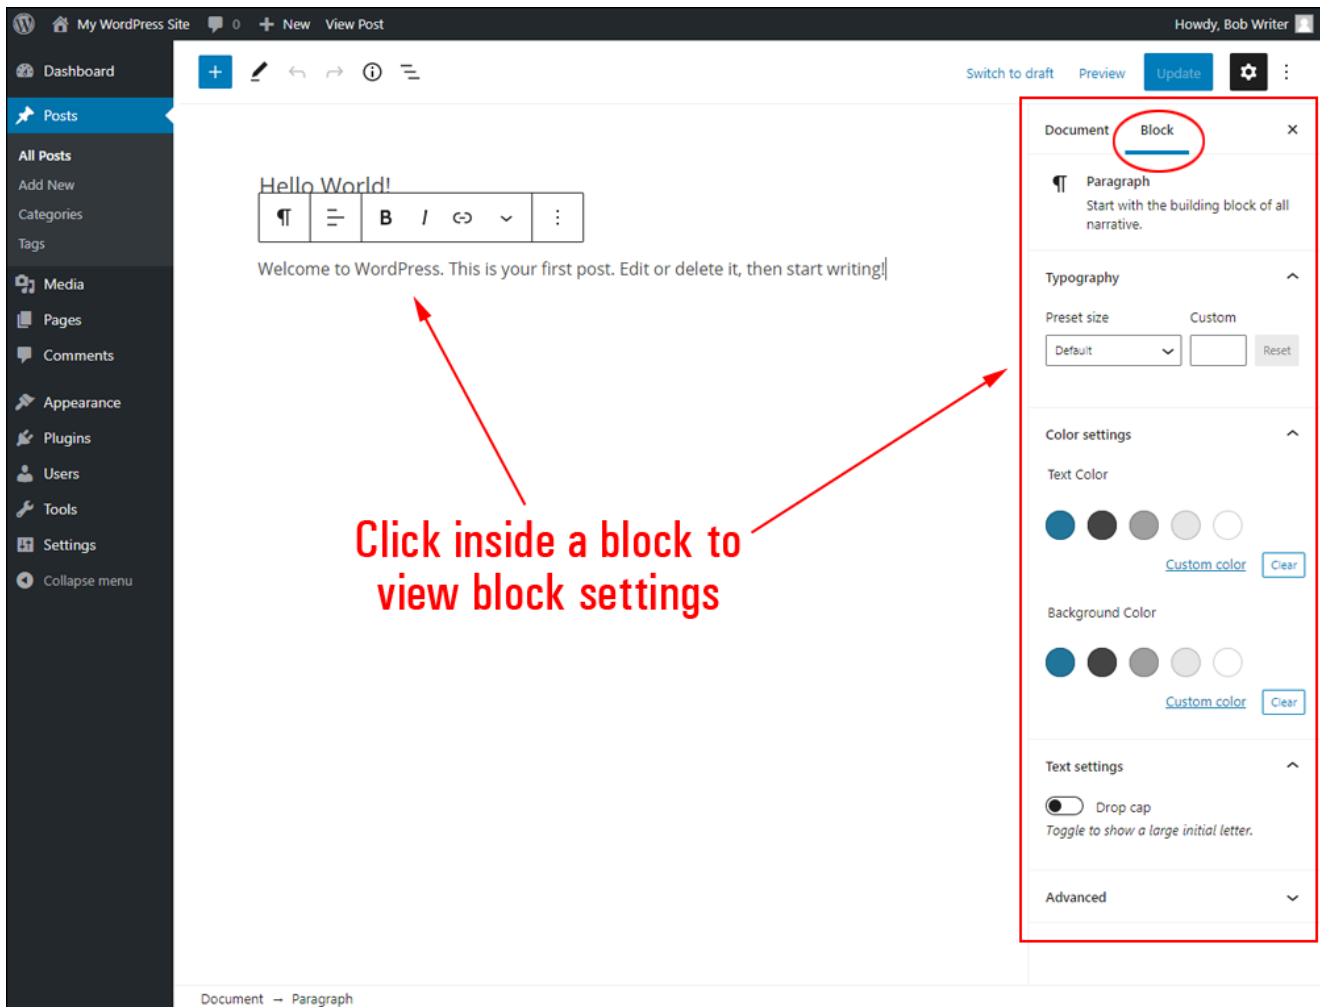 My WordPress Site 0 New View Post Howdy, Bob Writer
Dashboard
Posts
All Posts
Add New
Categories
Tags
Media
Pages
Comments
Appearance
Plugins
Users
Tools
Settings
Collapse menu
Switch to draft Preview Update
Hello World!
B I
Welcome to WordPress. This is your first post. Edit or delete it, then start writing!
Click inside a block to
view block settings
Document Block
Paragraph
Start with the building block of all
narrative.
Typography
Preset size Custom
Default Reset
Color settings
Text Color
Custom color Clear
Background Color
Custom color Clear
Text settings
Drop cap
Toggle to show a large initial letter.
Advanced
Document → Paragraph